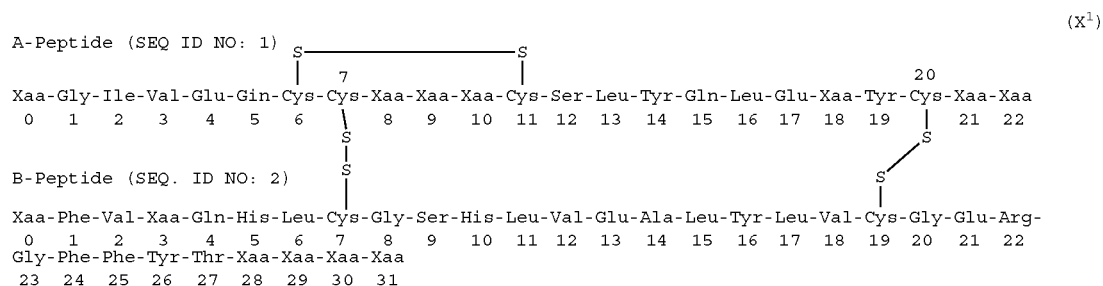 (X¹)
A-Peptide (SEQ ID NO: 1)
S S
7 20
Xaa-Gly-Ile-Val-Glu-Gin-Cys-Cys-Xaa-Xaa-Xaa-Cys-Ser-Leu-Tyr-Gln-Leu-Glu-Xaa-Tyr-Cys-Xaa-Xaa
0 1 2 3 4 5 6 8 9 10 11 12 13 14 15 16 17 18 19 21 22
S S
S S
B-Peptide (SEQ. ID NO: 2)
Xaa-Phe-Val-Xaa-Gln-His-Leu-Cys-Gly-Ser-His-Leu-Val-Glu-Ala-Leu-Tyr-Leu-Val-Cys-Gly-Glu-Arg-
0 1 2 3 4 5 6 7 8 9 10 11 12 13 14 15 16 17 18 19 20 21 22
Gly-Phe-Phe-Tyr-Thr-Xaa-Xaa-Xaa-Xaa
23 24 25 26 27 28 29 30 31